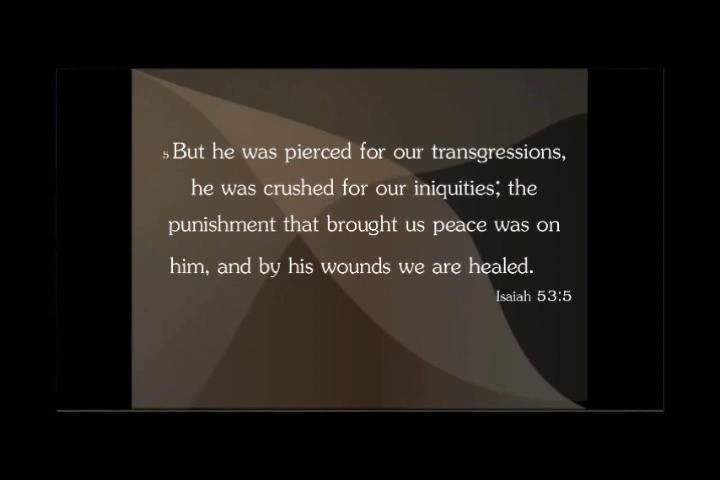 5 But he was pierced for our transgressions,
he was crushed for our iniquities; the
punishment that brought us peace was on
him, and by his wounds we are healed.
Isaiah 53:5